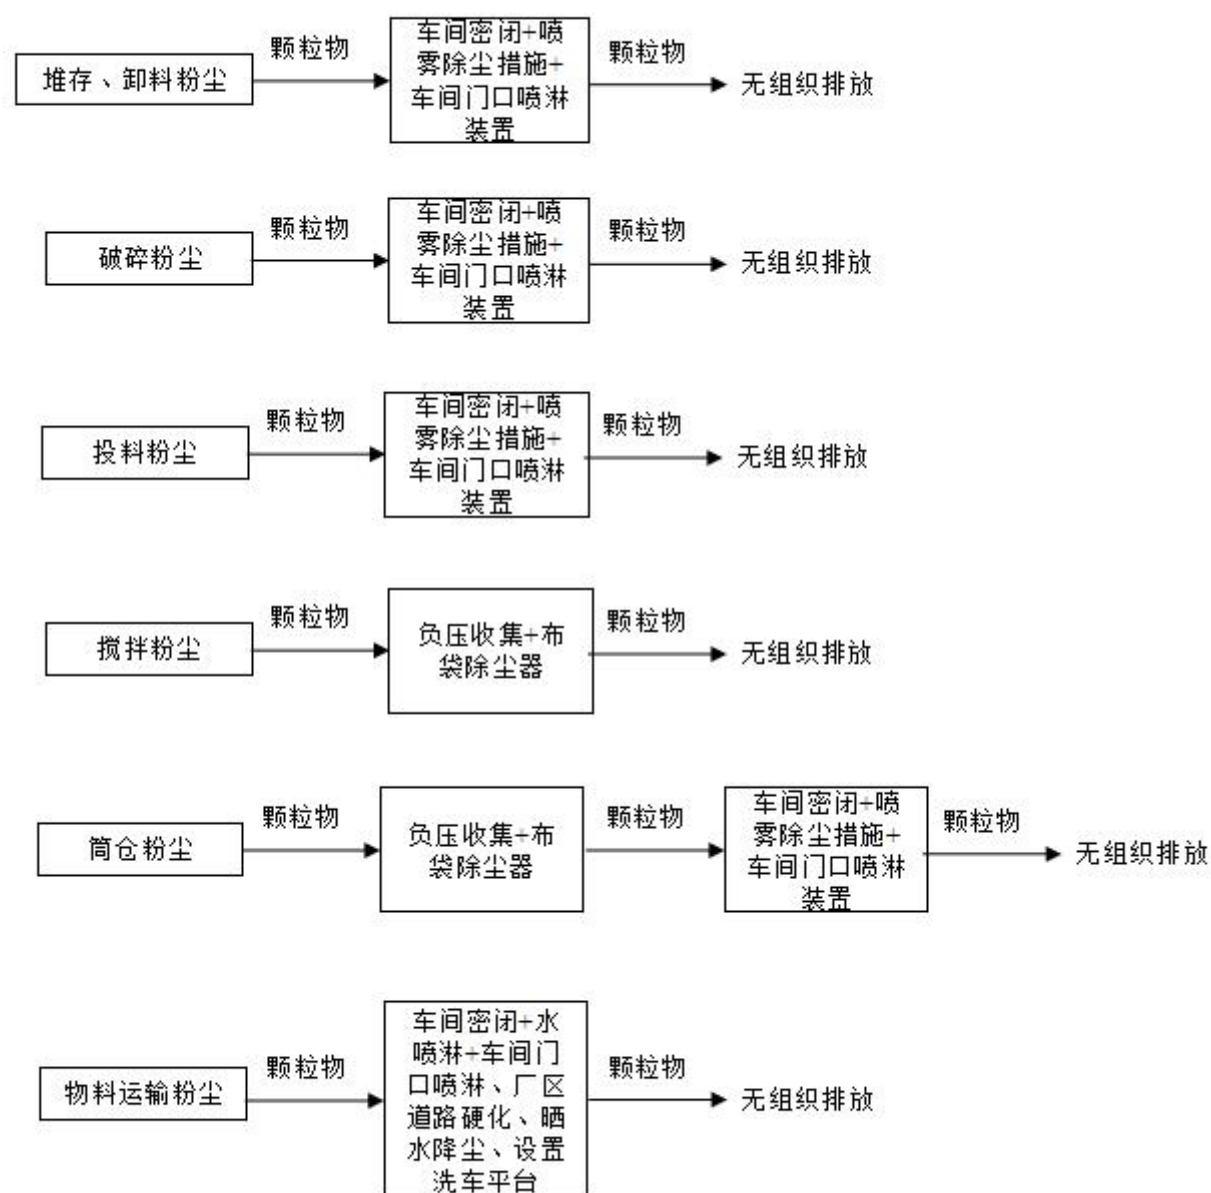 堆存、卸料粉尘
颗粒物
车间密闭+喷
雾除尘措施+
车间门口喷淋
装置
颗粒物
无组织排放
破碎粉尘
颗粒物
车间密闭+喷
雾除尘措施+
车间门口喷淋
装置
颗粒物
无组织排放
投料粉尘
颗粒物
车间密闭+喷
雾除尘措施+
车间门口喷淋
装置
颗粒物
无组织排放
搅拌粉尘
颗粒物
负压收集+布
袋除尘器
颗粒物
无组织排放
筒仓粉尘
颗粒物
负压收集+布
袋除尘器
颗粒物
车间密闭+喷
雾除尘措施+
车间门口喷淋
装置
颗粒物
无组织排放
物料运输粉尘
颗粒物
车间密闭+水
喷淋+车间门
口喷淋、厂区
道路硬化、晒
水降尘、设置
洗车平台
颗粒物
无组织排放